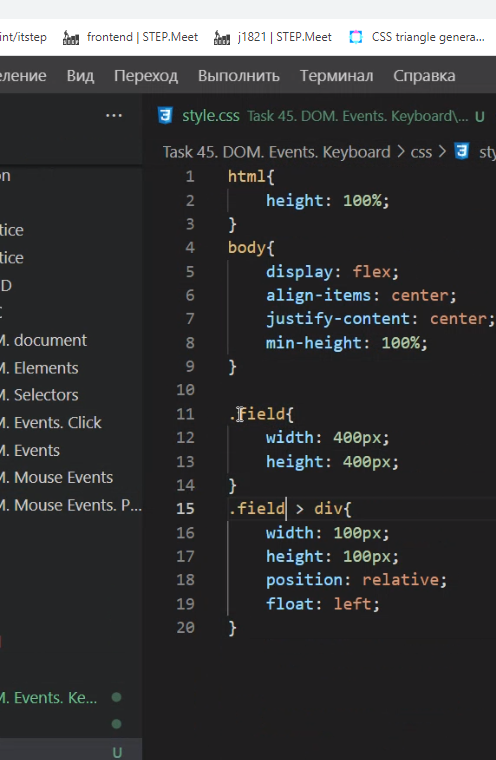 int/itstep frontend | STEP.Meet j1821 | STEP.Meet CSS triangle genera...
еление Вид Переход Выполнить Терминал Справка
... style.css Task 45. DOM. Events. Keyboard\... U
Task 45. DOM. Events. Keyboard > css > sty
on
tice
tice
D
M. document
M. Elements
M. Selectors
M. Events. Click
M. Events
M. Mouse Events
M. Mouse Events. P...
M. Events. Ke...
U
1 html{
2 height: 100%;
3 }
4 body{
5 display: flex;
6 align-items: center;
7 justify-content: center;
8 min-height: 100%;
9 }
10
11 .field{
12 width: 400px;
13 height: 400px;
14 }
15 .field > div{
16 width: 100px;
17 height: 100px;
18 position: relative;
19 float: left;
20 }